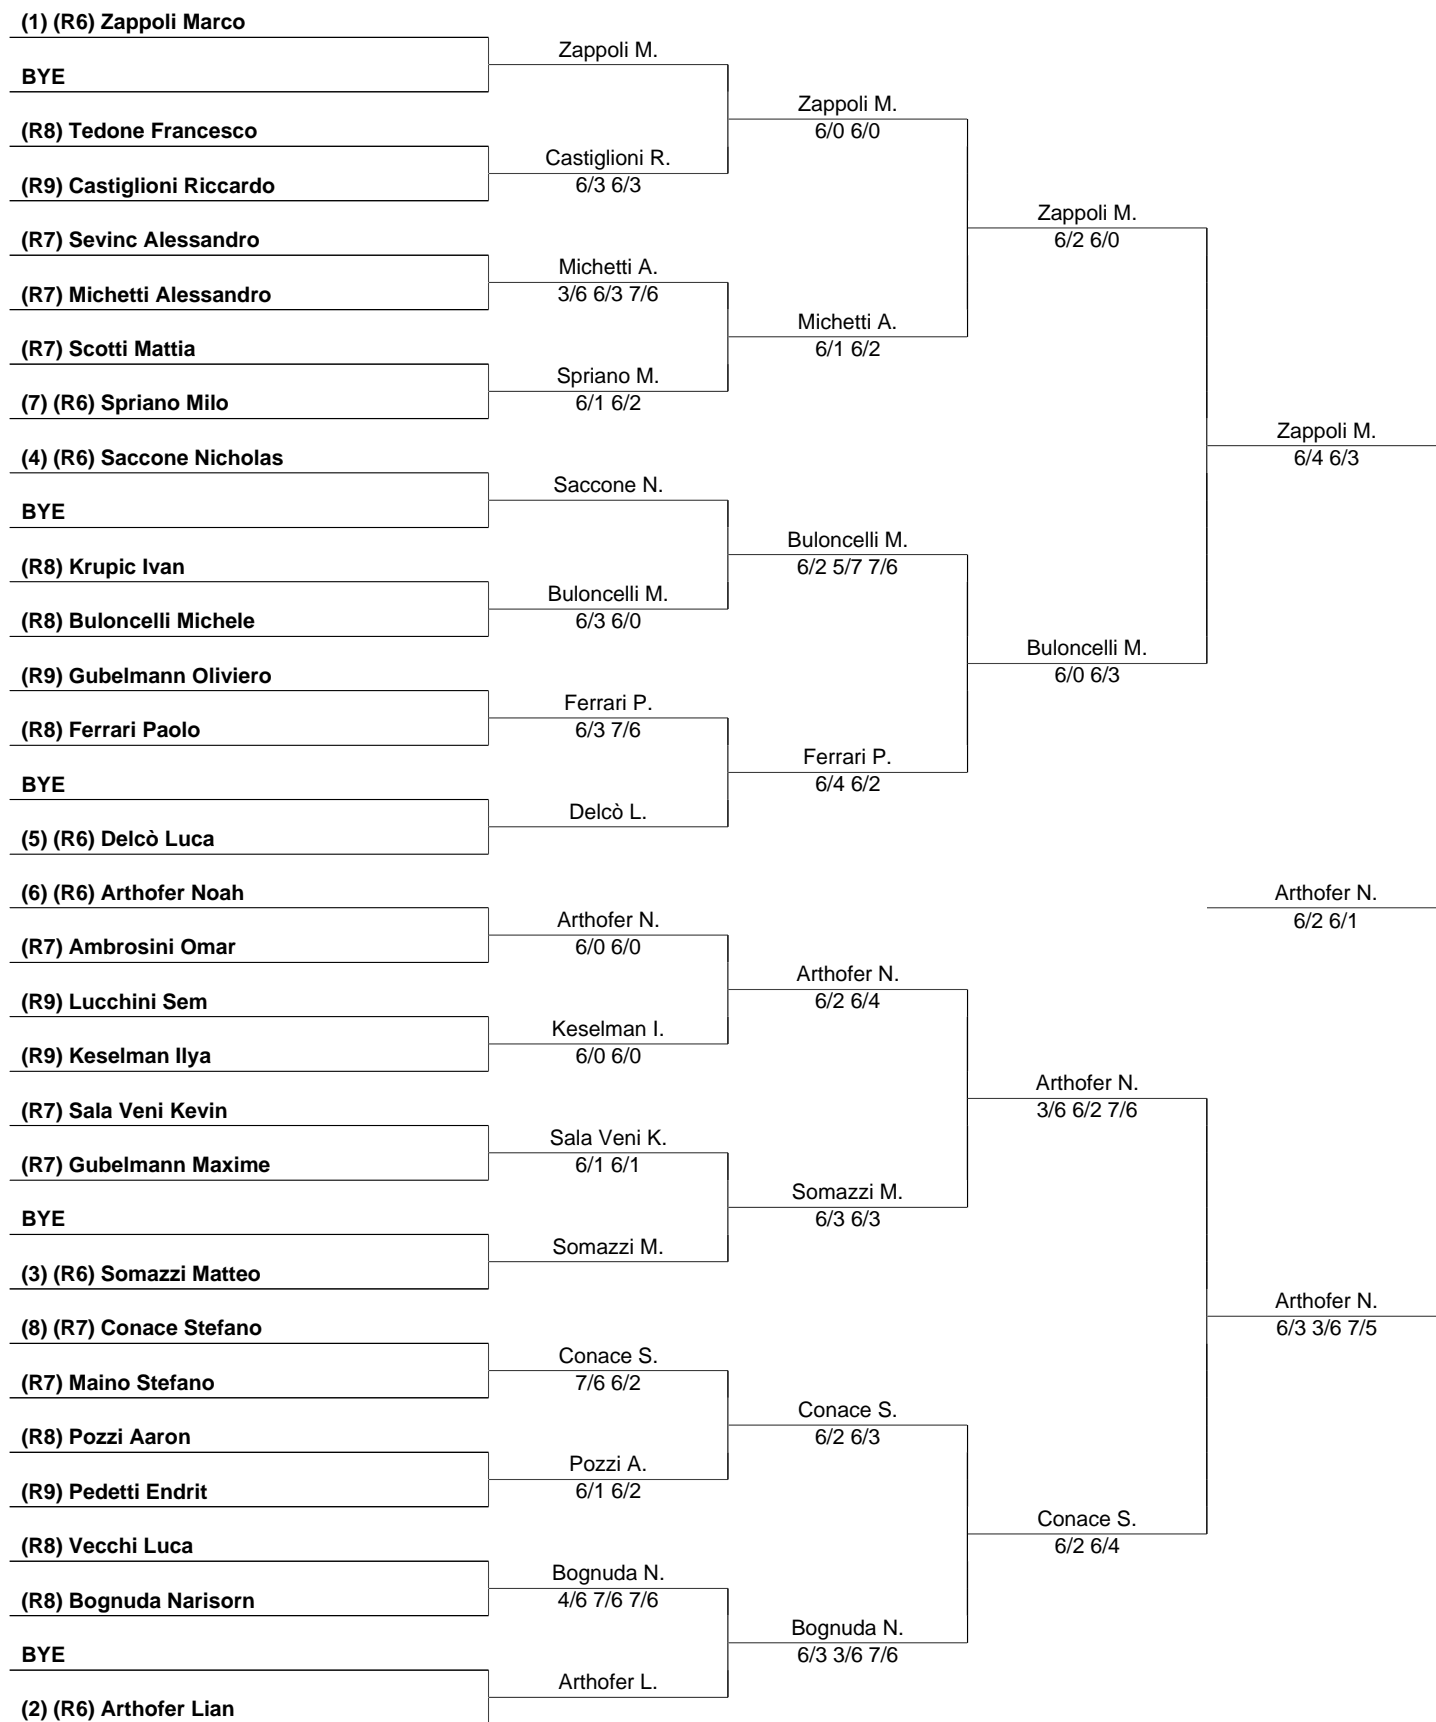 (1) (R6) Zappoli Marco
Zappoli M.
BYE
Zappoli M.
6/0 6/0
(R8) Tedone Francesco
Castiglioni R.
6/3 6/3
(R9) Castiglioni Riccardo
Zappoli M.
6/2 6/0
(R7) Sevinc Alessandro
Michetti A.
3/6 6/3 7/6
(R7) Michetti Alessandro
Michetti A.
6/1 6/2
(R7) Scotti Mattia
Spriano M.
6/1 6/2
(7) (R6) Spriano Milo
Zappoli M.
6/4 6/3
(4) (R6) Saccone Nicholas
Saccone N.
BYE
Buloncelli M.
6/2 5/7 7/6
(R8) Krupic Ivan
Buloncelli M.
6/3 6/0
(R8) Buloncelli Michele
Buloncelli M.
6/0 6/3
(R9) Gubelmann Oliviero
Ferrari P.
6/3 7/6
(R8) Ferrari Paolo
Ferrari P.
6/4 6/2
BYE
Delcò L.
(5) (R6) Delcò Luca
(6) (R6) Arthofer Noah
Arthofer N.
6/2 6/1
Arthofer N.
6/0 6/0
(R7) Ambrosini Omar
Arthofer N.
6/2 6/4
(R9) Lucchini Sem
Keselman I.
6/0 6/0
(R9) Keselman Ilya
Arthofer N.
3/6 6/2 7/6
(R7) Sala Veni Kevin
Sala Veni K.
6/1 6/1
(R7) Gubelmann Maxime
Somazzi M.
6/3 6/3
BYE
Somazzi M.
(3) (R6) Somazzi Matteo
Arthofer N.
6/3 3/6 7/5
(8) (R7) Conace Stefano
Conace S.
7/6 6/2
(R7) Maino Stefano
Conace S.
6/2 6/3
(R8) Pozzi Aaron
Pozzi A.
6/1 6/2
(R9) Pedetti Endrit
Conace S.
6/2 6/4
(R8) Vecchi Luca
Bognuda N.
4/6 7/6 7/6
(R8) Bognuda Narisorn
Bognuda N.
6/3 3/6 7/6
BYE
Arthofer L.
(2) (R6) Arthofer Lian